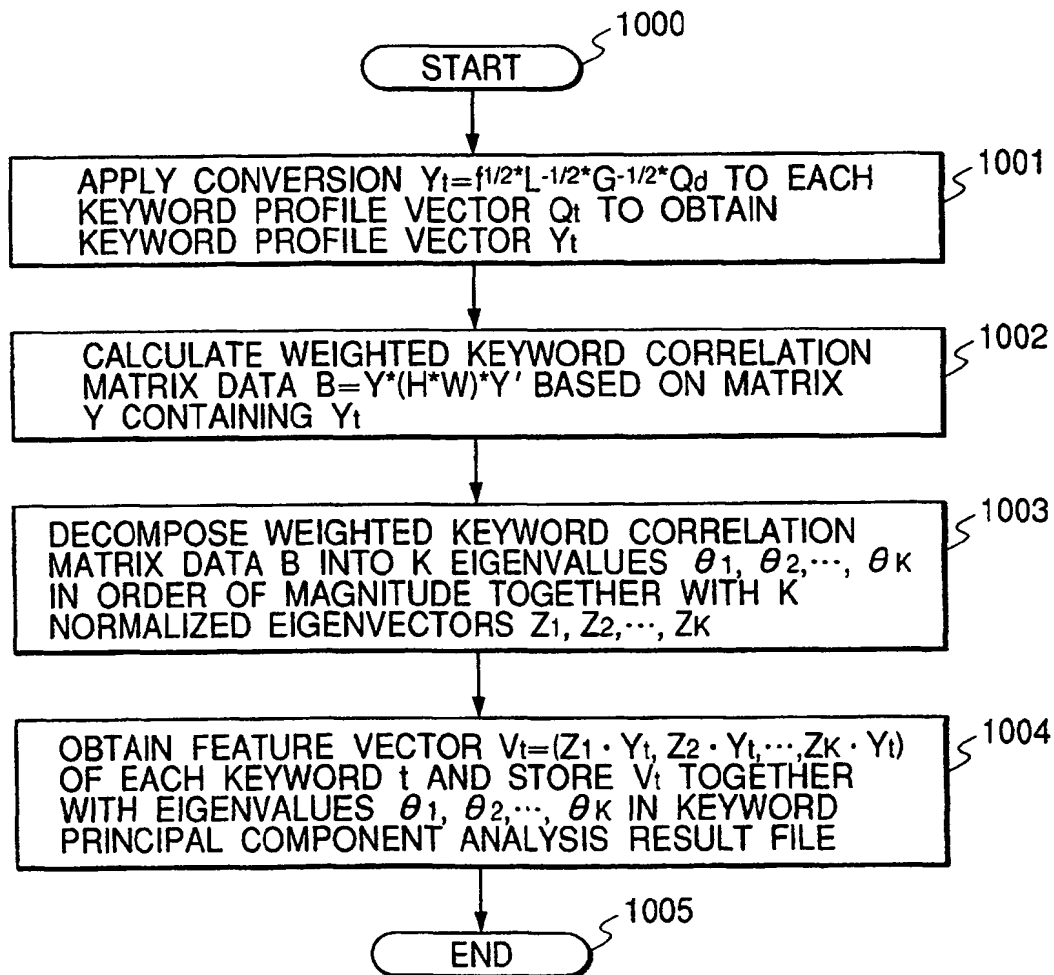 1000
START
1001
APPLY CONVERSION Yt=f1/2*L-1/2*G-1/2*Qd TO EACH
KEYWORD PROFILE VECTOR Qt TO OBTAIN
KEYWORD PROFILE VECTOR Yt
1002
CALCULATE WEIGHTED KEYWORD CORRELATION
MATRIX DATA B=Y*(H*W)*Y' BASED ON MATRIX
Y CONTAINING Yt
1003
DECOMPOSE WEIGHTED KEYWORD CORRELATION
MATRIX DATA B INTO K EIGENVALUES θ1, θ2,···, θK
IN ORDER OF MAGNITUDE TOGETHER WITH K
NORMALIZED EIGENVECTORS Z1, Z2,···, ZK
1004
OBTAIN FEATURE VECTOR Vt=(Z1·Yt, Z2·Yt,···,ZK·Yt)
OF EACH KEYWORD t AND STORE Vt TOGETHER
WITH EIGENVALUES θ1, θ2,···, θK IN KEYWORD
PRINCIPAL COMPONENT ANALYSIS RESULT FILE
1005
END